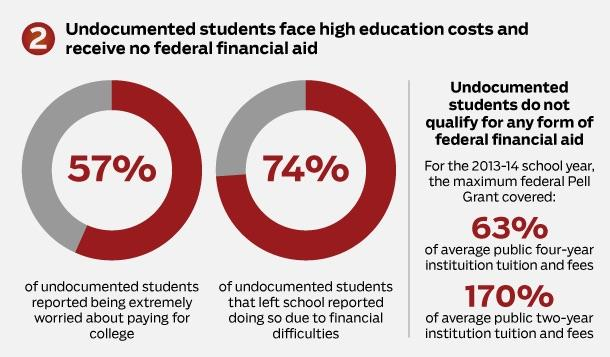 2
Undocumented students face high education costs and
receive no federal financial aid
57%
of undocumented students
reported being extremely
worried about paying for
college
74%
of undocumented students
that left school reported
doing so due to financial
difficulties
Undocumented
students do not
qualify for any form of
federal financial aid
For the 2013-14 school year,
the maximum federal Pell
Grant covered:
63%
of average public four-year
instituition tuition and fees
170%
of average public two-year
institution tuition and fees